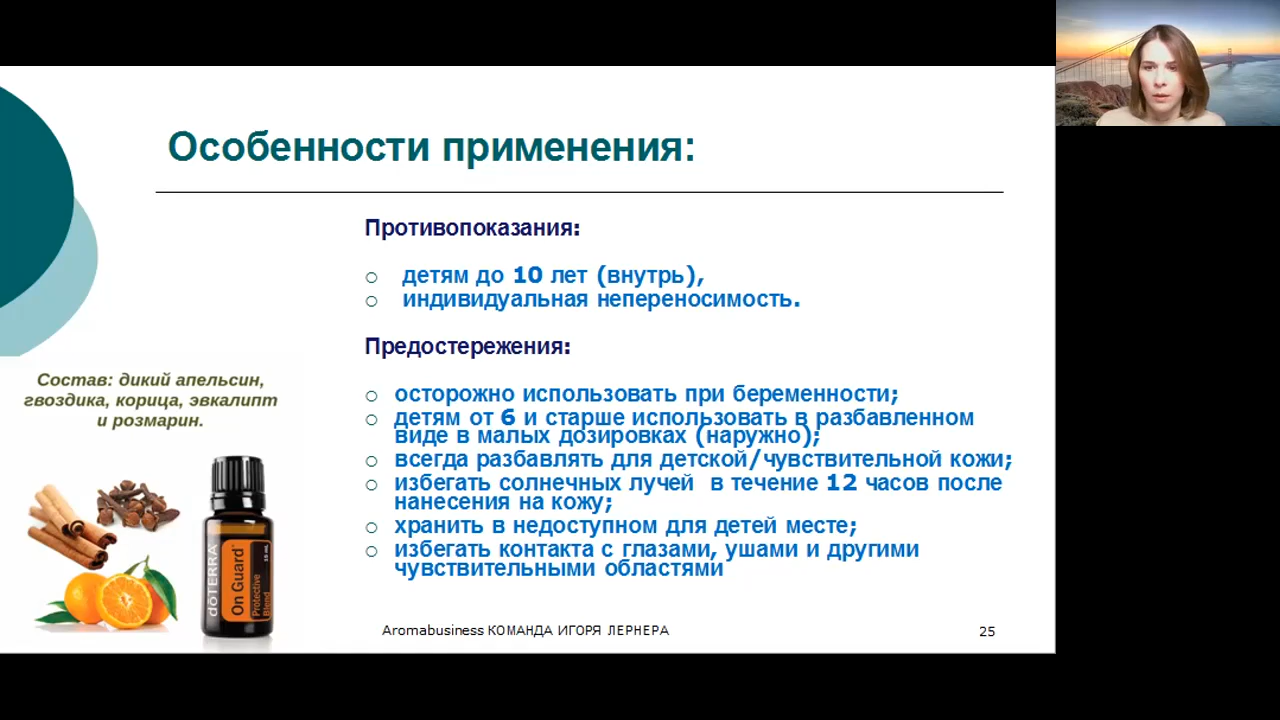 Особенности применения:
Противопоказания:
детям до 10 лет (внутрь),
индивидуальная непереносимость.
Предостережения:
осторожно использовать при беременности;
детям от 6 и старше использовать в разбавленном
виде в малых дозировках (наружно);
всегда разбавлять для детской/чувствительной кожи;
избегать солнечных лучей в течение 12 часов после
нанесения на кожу;
хранить в недоступном для детей месте;
избегать контакта с глазами, ушами и другими
чувствительными областями
Состав: дикий апельсин,
гвоздика, корица, эвкалипт
и розмарин.
dōTERRA
On Guard
Protective
Blend
15 mL
Aromabusiness КОМАНДА ИГОРЯ ЛЕРНЕРА
25